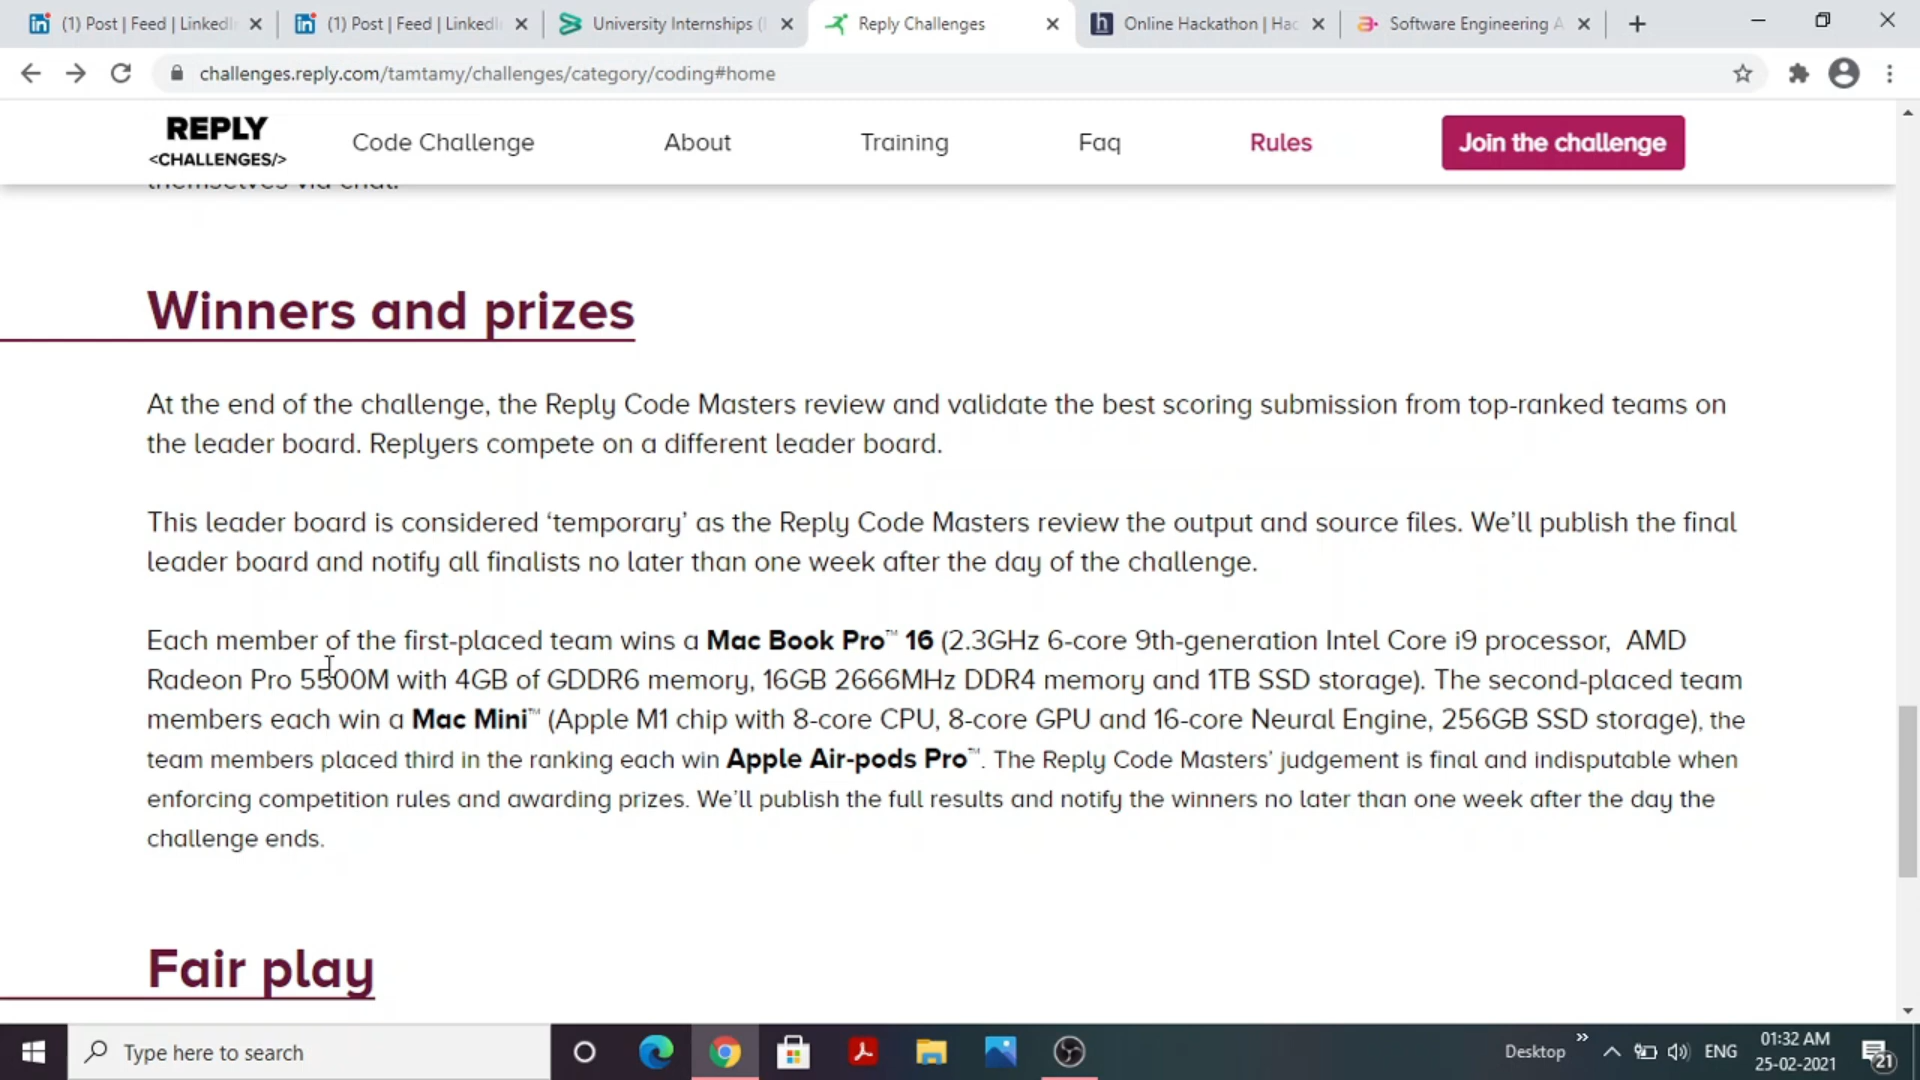 (1) Post | Feed | LinkedI
(1) Post | Feed | LinkedI
University Internships (
Reply Challenges
Online Hackathon | Hac
Software Engineering A
challenges.reply.com/tamtamy/challenges/category/coding#home
REPLY
<CHALLENGES/>
Code Challenge
About
Training
Faq
Rules
Join the challenge
themselves via chat.
Winners and prizes
At the end of the challenge, the Reply Code Masters review and validate the best scoring submission from top-ranked teams on
the leader board. Replyers compete on a different leader board.
This leader board is considered ‘temporary’ as the Reply Code Masters review the output and source files. We’ll publish the final
leader board and notify all finalists no later than one week after the day of the challenge.
Each member of the first-placed team wins a Mac Book Pro™ 16 (2.3GHz 6-core 9th-generation Intel Core i9 processor, AMD
Radeon Pro 5500M with 4GB of GDDR6 memory, 16GB 2666MHz DDR4 memory and 1TB SSD storage). The second-placed team
members each win a Mac Mini™ (Apple M1 chip with 8-core CPU, 8-core GPU and 16-core Neural Engine, 256GB SSD storage), the
team members placed third in the ranking each win Apple Air-pods Pro™. The Reply Code Masters’ judgement is final and indisputable when
enforcing competition rules and awarding prizes. We’ll publish the full results and notify the winners no later than one week after the day the
challenge ends.
Fair play
Type here to search
Desktop
ENG
01:32 AM
25-02-2021
21